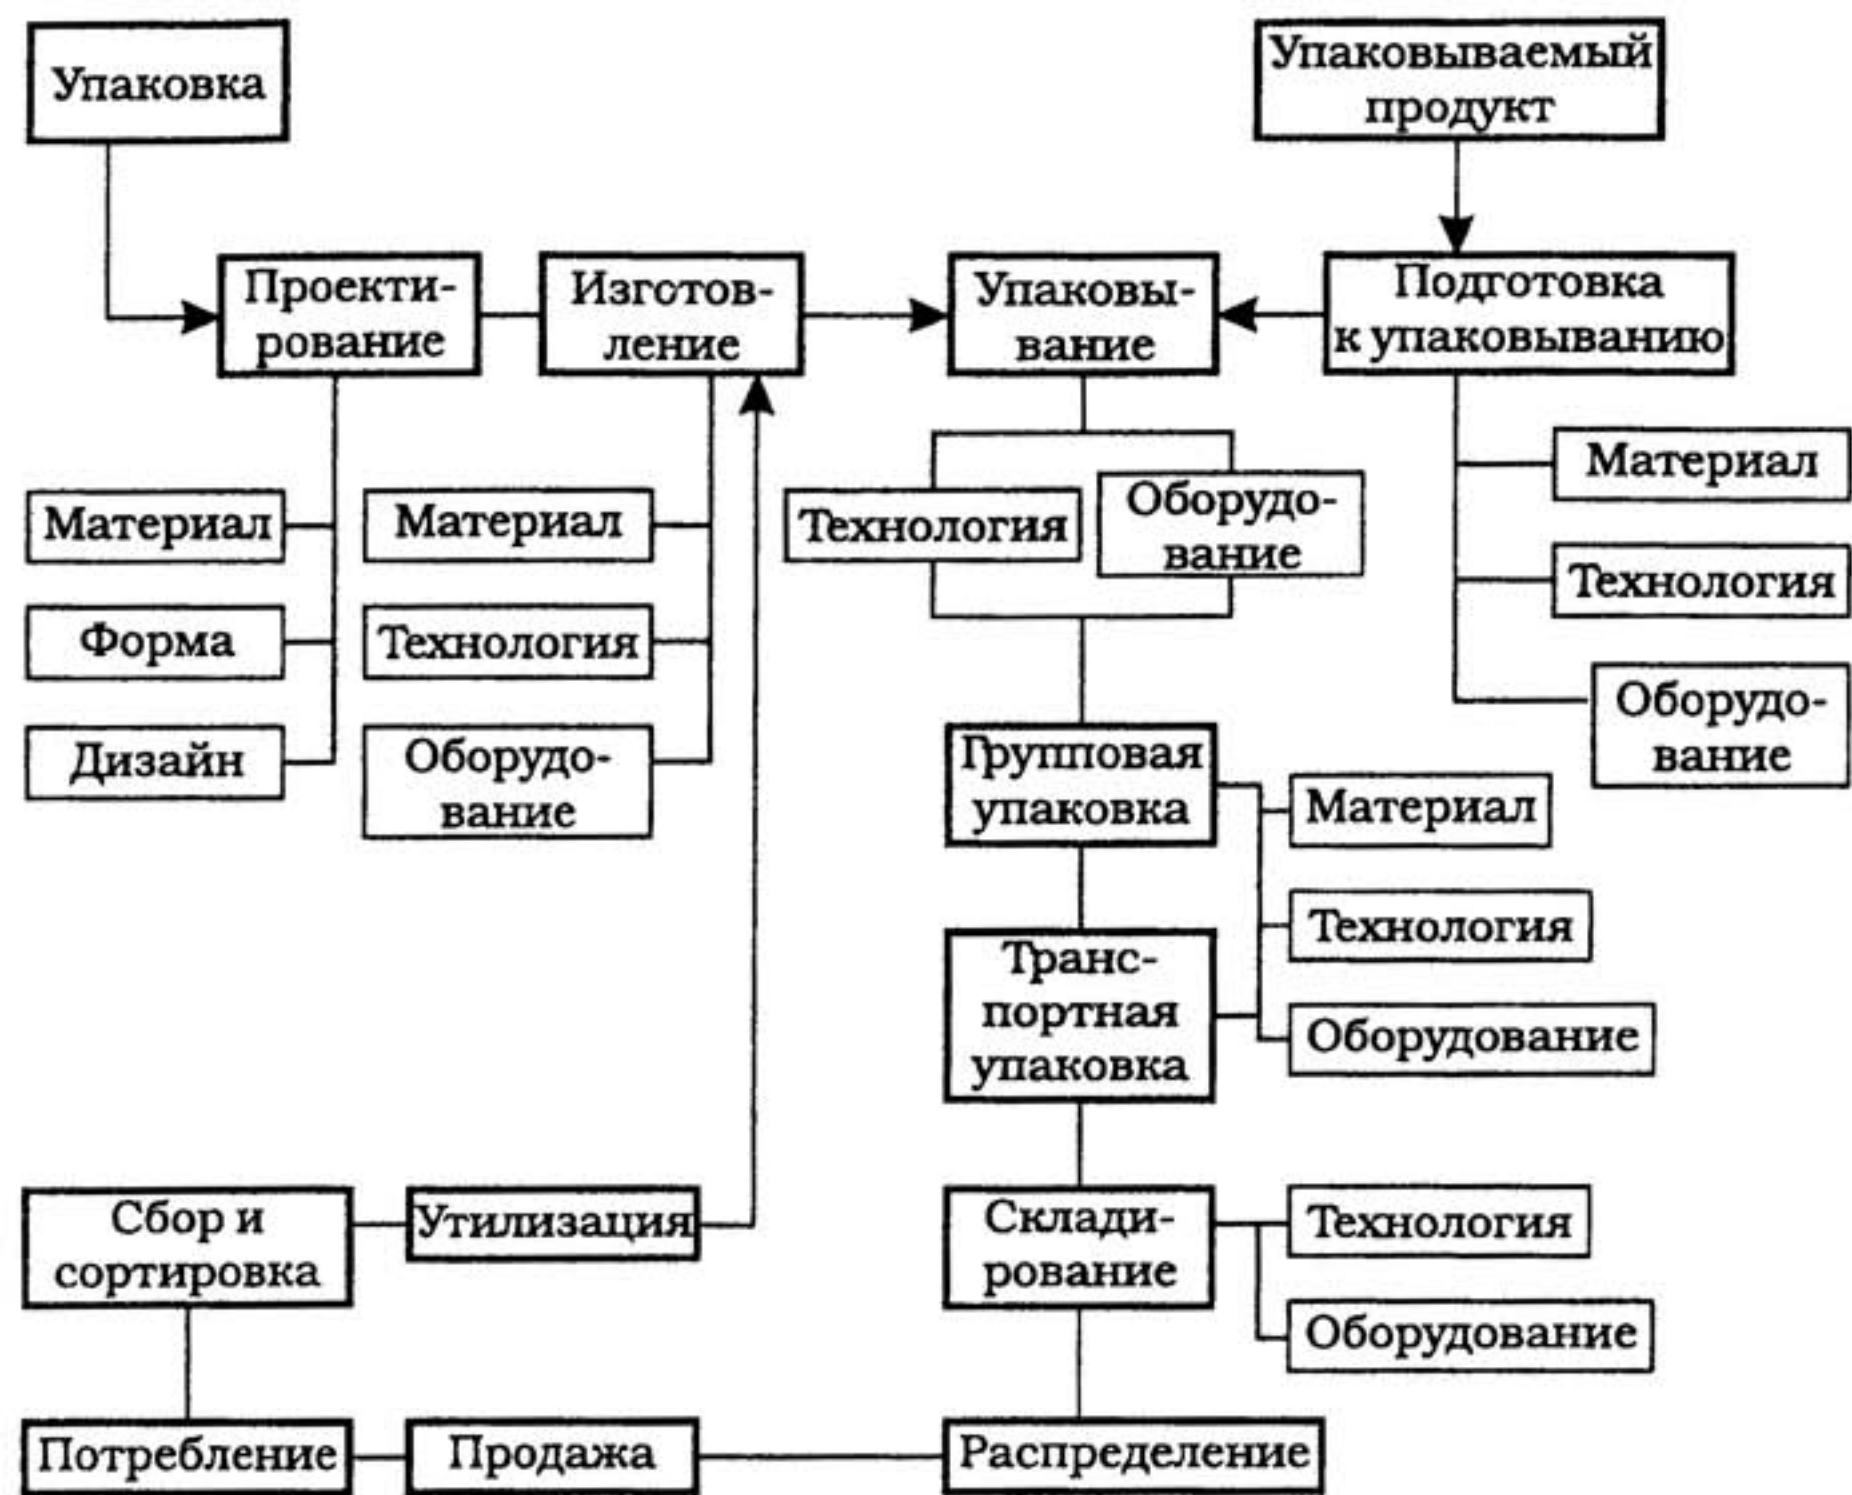 Упаковка
Упаковываемый
продукт
Проекти-
рование
Изготов-
ление
Упаковы-
вание
Подготовка
к упаковыванию
Материал
Форма
Дизайн
Материал
Технология
Оборудо-
вание
Технология
Оборудо-
вание
Материал
Технология
Оборудо-
вание
Групповая
упаковка
Материал
Технология
Оборудование
Транс-
портная
упаковка
Сбор и
сортировка
Утилизация
Склади-
рование
Технология
Оборудование
Потребление
Продажа
Распределение